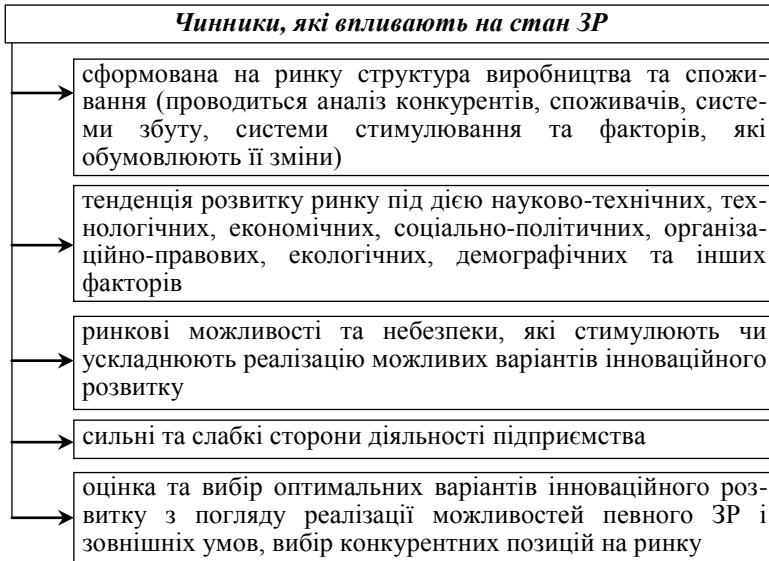 Чинники, які впливають на стан ЗР
сформована на ринку структура виробництва та спожи-
вання (проводиться аналіз конкурентів, споживачів, систе-
ми збуту, системи стимулювання та факторів, які
обумовлюють її зміни)
тенденція розвитку ринку під дією науково-технічних, тех-
нологічних, економічних, соціально-політичних, організа-
ційно-правових, екологічних, демографічних та інших
факторів
ринкові можливості та небезпеки, які стимулюють чи
ускладнюють реалізацію можливих варіантів інноваційного
розвитку
сильні та слабкі сторони діяльності підприємства
оцінка та вибір оптимальних варіантів інноваційного роз-
витку з погляду реалізації можливостей певного ЗР і
зовнішніх умов, вибір конкурентних позицій на ринку